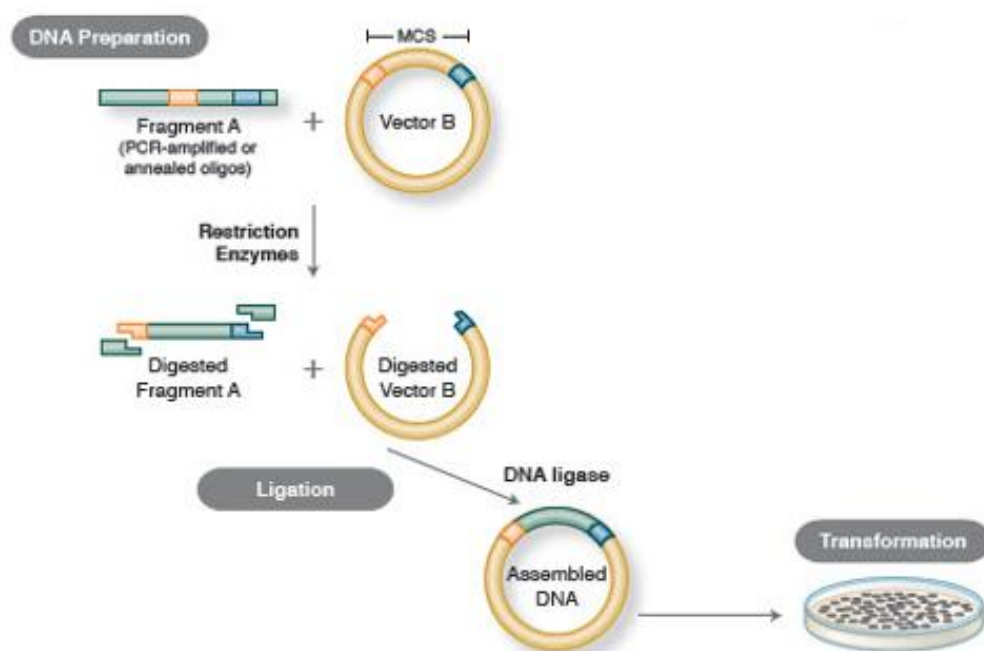 DNA Preparation
MCS
Fragment A
(PCR-amplified or
annealed oligos)
+
Vector B
Restriction
Enzymes
Digested
Fragment A
+
Digested
Vector B
Ligation
DNA ligase
Assembled
DNA
Transformation